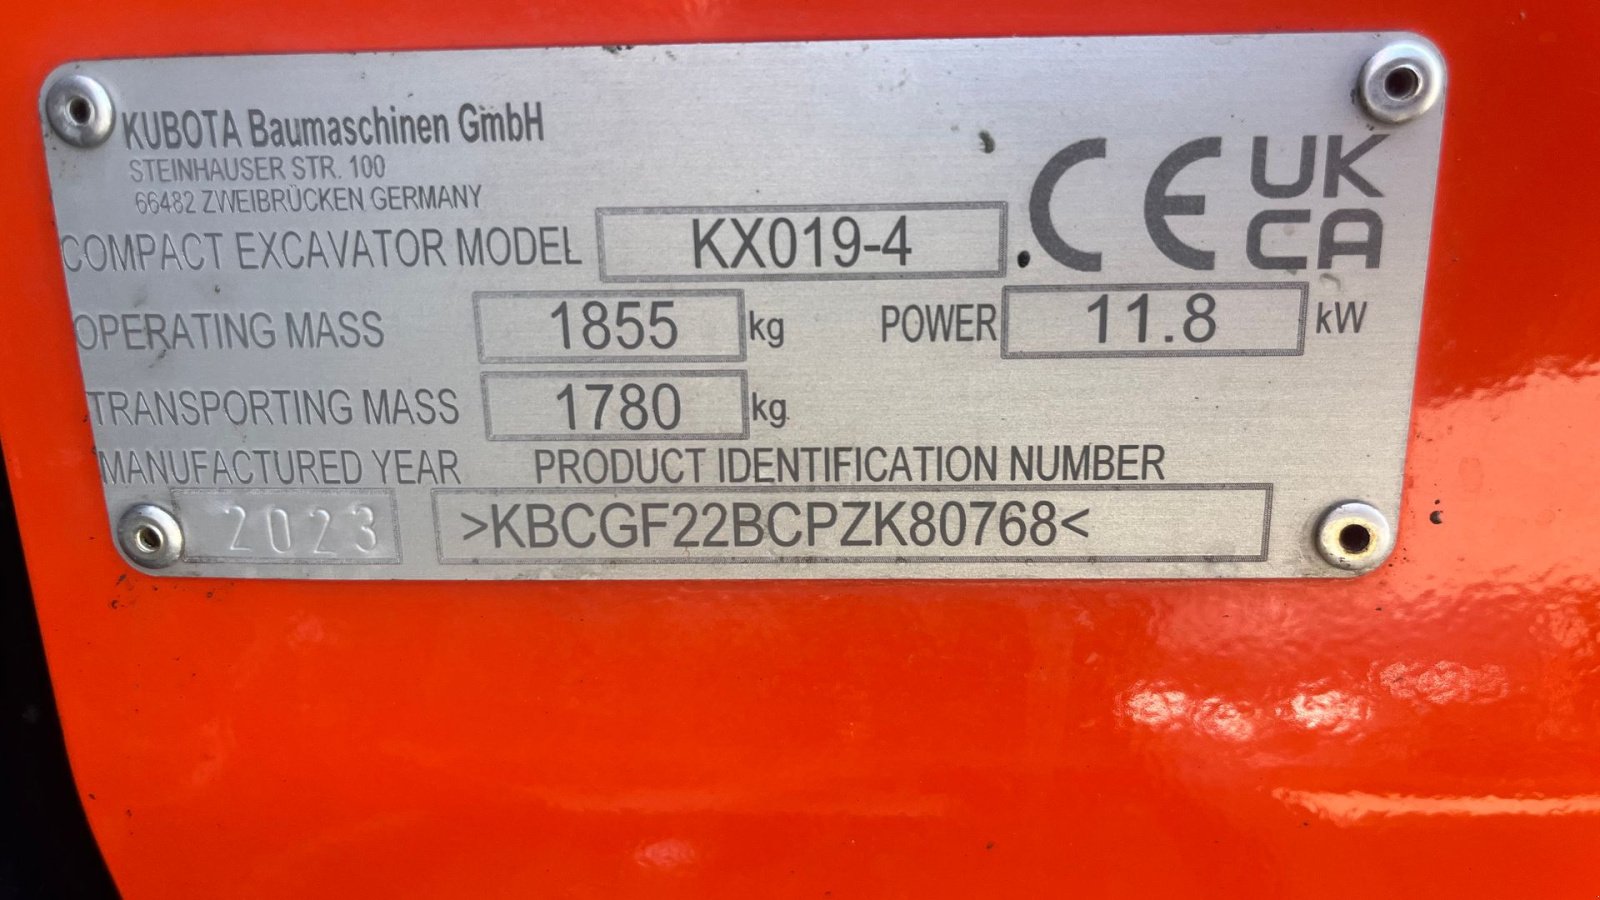 KUBOTA Baumaschinen GmbH
STEINHAUSER STR. 100
66482 ZWEIBRÜCKEN GERMANY
CE UK CA
COMPACT EXCAVATOR MODEL KX019-4
OPERATING MASS 1855 kg POWER 11.8 kW
TRANSPORTING MASS 1780 kg
MANUFACTURED YEAR PRODUCT IDENTIFICATION NUMBER
2023 >KBCGF22BCPZK80768<